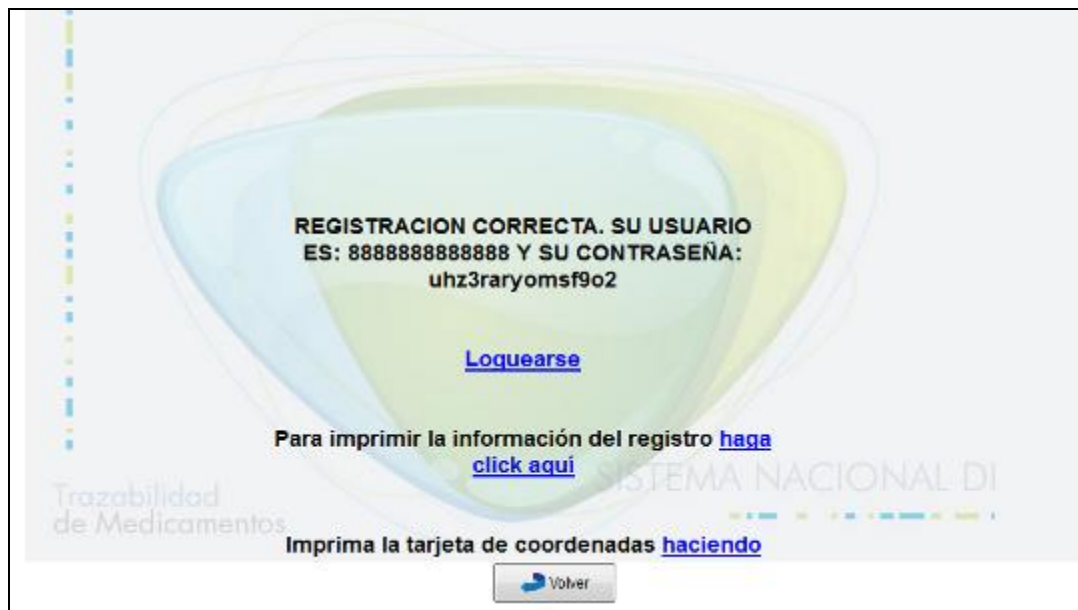 REGISTRACION CORRECTA. SU USUARIO
ES: 8888888888888 Y SU CONTRASEÑA:
uhz3raryomsf9o2
Loquearse
Para imprimir la información del registro haga
click aquí
SISTEMA NACIONAL DI
Trazabilidad
de Medicamentos
Imprima la tarjeta de coordenadas haciendo
Volver